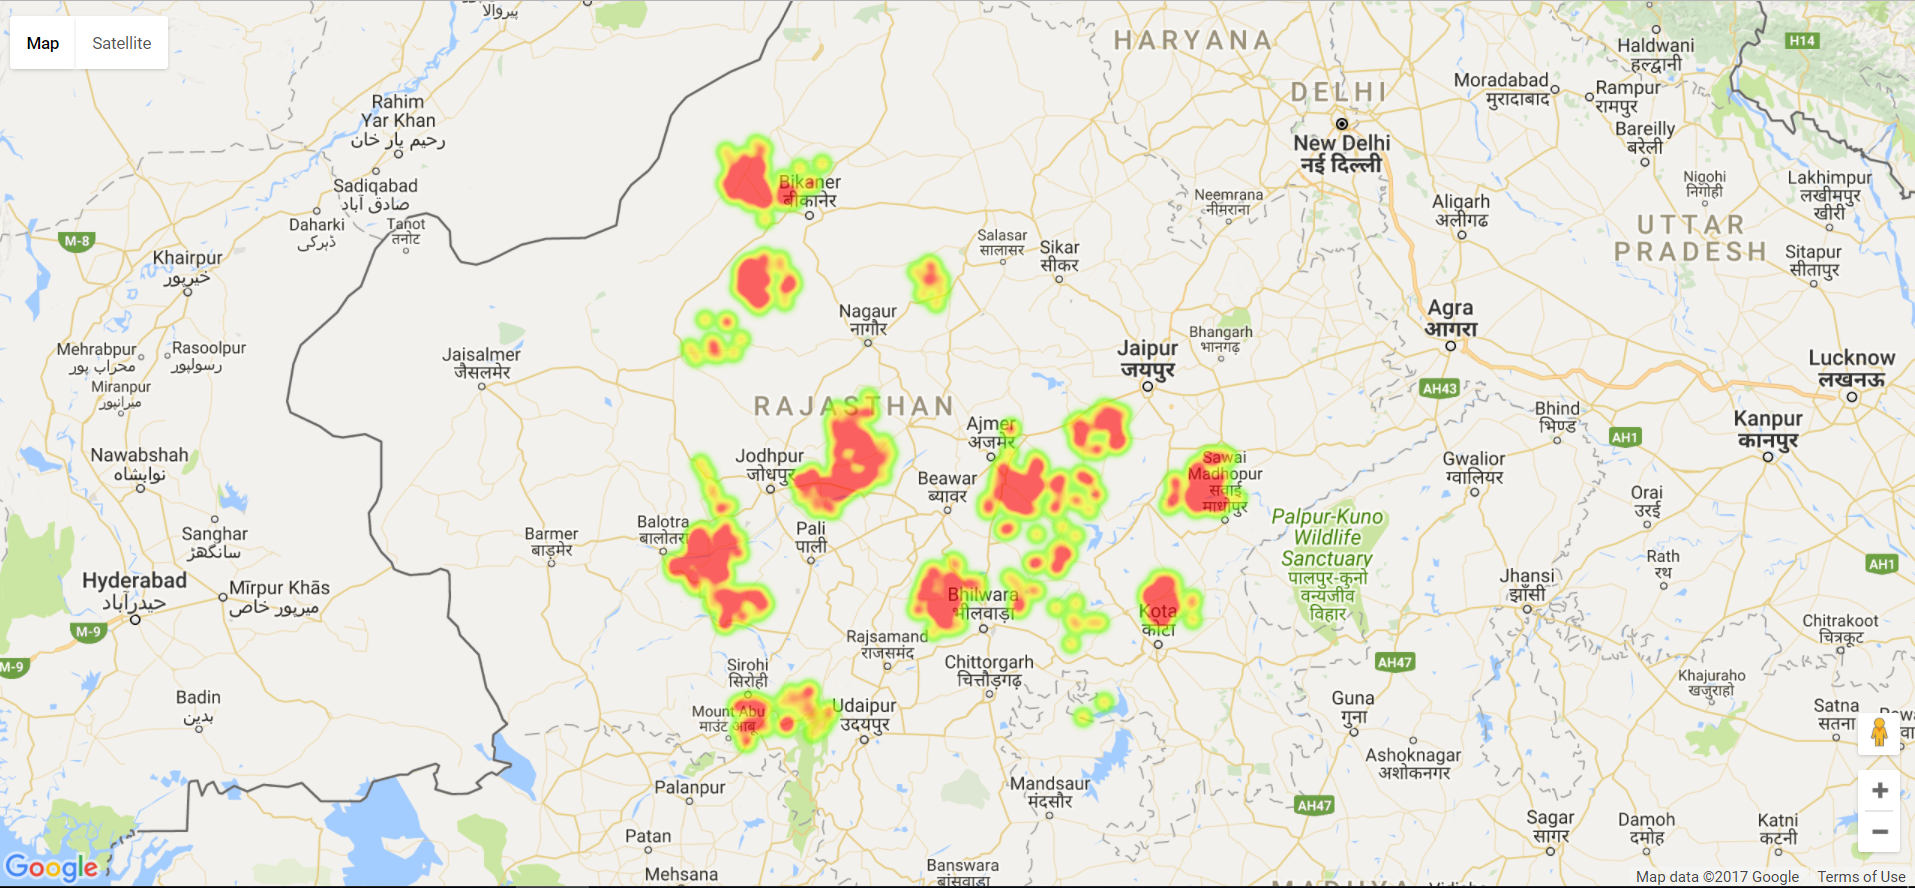 پیروالا
Map
Satellite
HARYANA
H14
Haldwani
हल्द्वानी
Rahim
Yar Khan
رحیم یار خان
DELHI
Moradabad
मुरादाबाद
Rampur
रामपुर
New Delhi
नई दिल्ली
Bareilly
बरेली
Sadiqabad
صادق آباد
Bikaner
बीकानेर
Neemrana
नीमराना
Nigohi
निगोही
Lakhimpur
लखीमपुर
खीरी
Daharki
ڈہرکی
Tanot
तनोट
Aligarh
अलीगढ़
UTTAR
PRADESH
M-8
Khairpur
خیرپور
Salasar
सालासर
Sikar
सीकर
Sitapur
सीतापुर
Nagaur
नागौर
Agra
आगरा
Mehrabpur
محراب پور
Rasoolpur
رسولپور
Jaisalmer
जैसलमेर
Bhangarh
भानगढ़
Jaipur
जयपुर
Lucknow
लखनऊ
Miranpur
میرانپور
AH43
RAJASTHAN
Bhind
भिण्ड
Kanpur
कानपुर
Ajmer
अजमेर
AH1
Nawabshah
نوابشاہ
Jodhpur
जोधपुर
Sawai
Madhopur
सवाई
माधोपुर
Gwalior
ग्वालियर
Beawar
ब्यावर
Orai
उरई
Sanghar
سانگھڑ
Barmer
बाड़मेर
Balotra
बालोतरा
Pali
पाली
Palpur-Kuno
Wildlife
Sanctuary
पालपुर-कुनो
वन्यजीव
विहार
Rath
रथ
AH1
Hyderabad
حیدرآباد
Mīrpur Khās
میرپور خاص
Bhilwara
भीलवाड़ा
Kota
कोटा
Jhansi
झाँसी
M-9
Rajsamand
राजसमंद
Chitrakoot
चित्रकूट
M-9
Sirohi
सिरोही
Chittorgarh
चित्तौड़गढ़
AH47
Khajuraho
खजुराहो
Badin
بدین
Mount Abu
माउंट आबू
Udaipur
उदयपुर
Guna
गुना
Satna
सतना
Ashoknagar
अशोकनगर
Palanpur
Mandsaur
मंदसौर
AH47
Patan
Sagar
सागर
Damoh
दमोह
Katni
कटनी
Google
Mehsana
Banswara
बांसवाड़ा
Map data ©2017 Google
Terms of Use